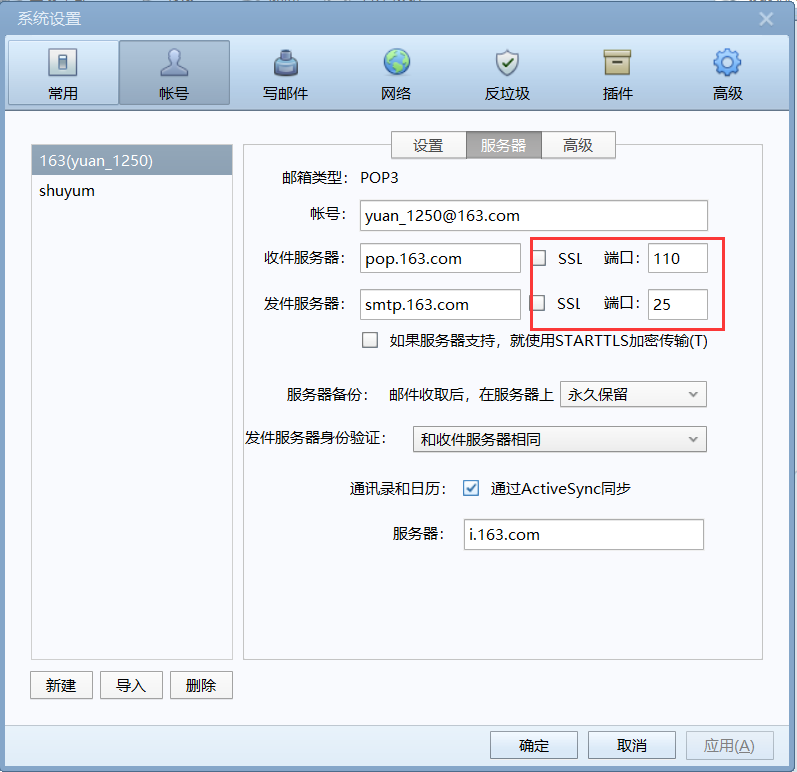 系统设置
常用 帐号 写邮件 网络 反垃圾 插件 高级
163(yuan_1250)
shuyum
设置 服务器 高级
邮箱类型: POP3
帐号: yuan_1250@163.com
收件服务器: pop.163.com SSL 端口: 110
发件服务器: smtp.163.com SSL 端口: 25
如果服务器支持，就使用STARTTLS加密传输(T)
服务器备份: 邮件收取后，在服务器上 永久保留
发件服务器身份验证: 和收件服务器相同
通讯录和日历: 通过ActiveSync同步
服务器: i.163.com
新建 导入 删除
确定 取消 应用(A)